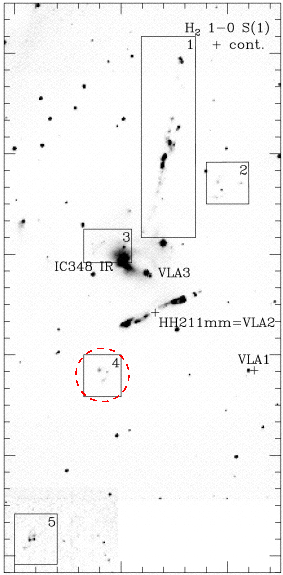 H₂ 1-0 S(1)
1 + cont.
2
3
IC348 IR
VLA3
HH211mm=VLA2
VLA1
4
5